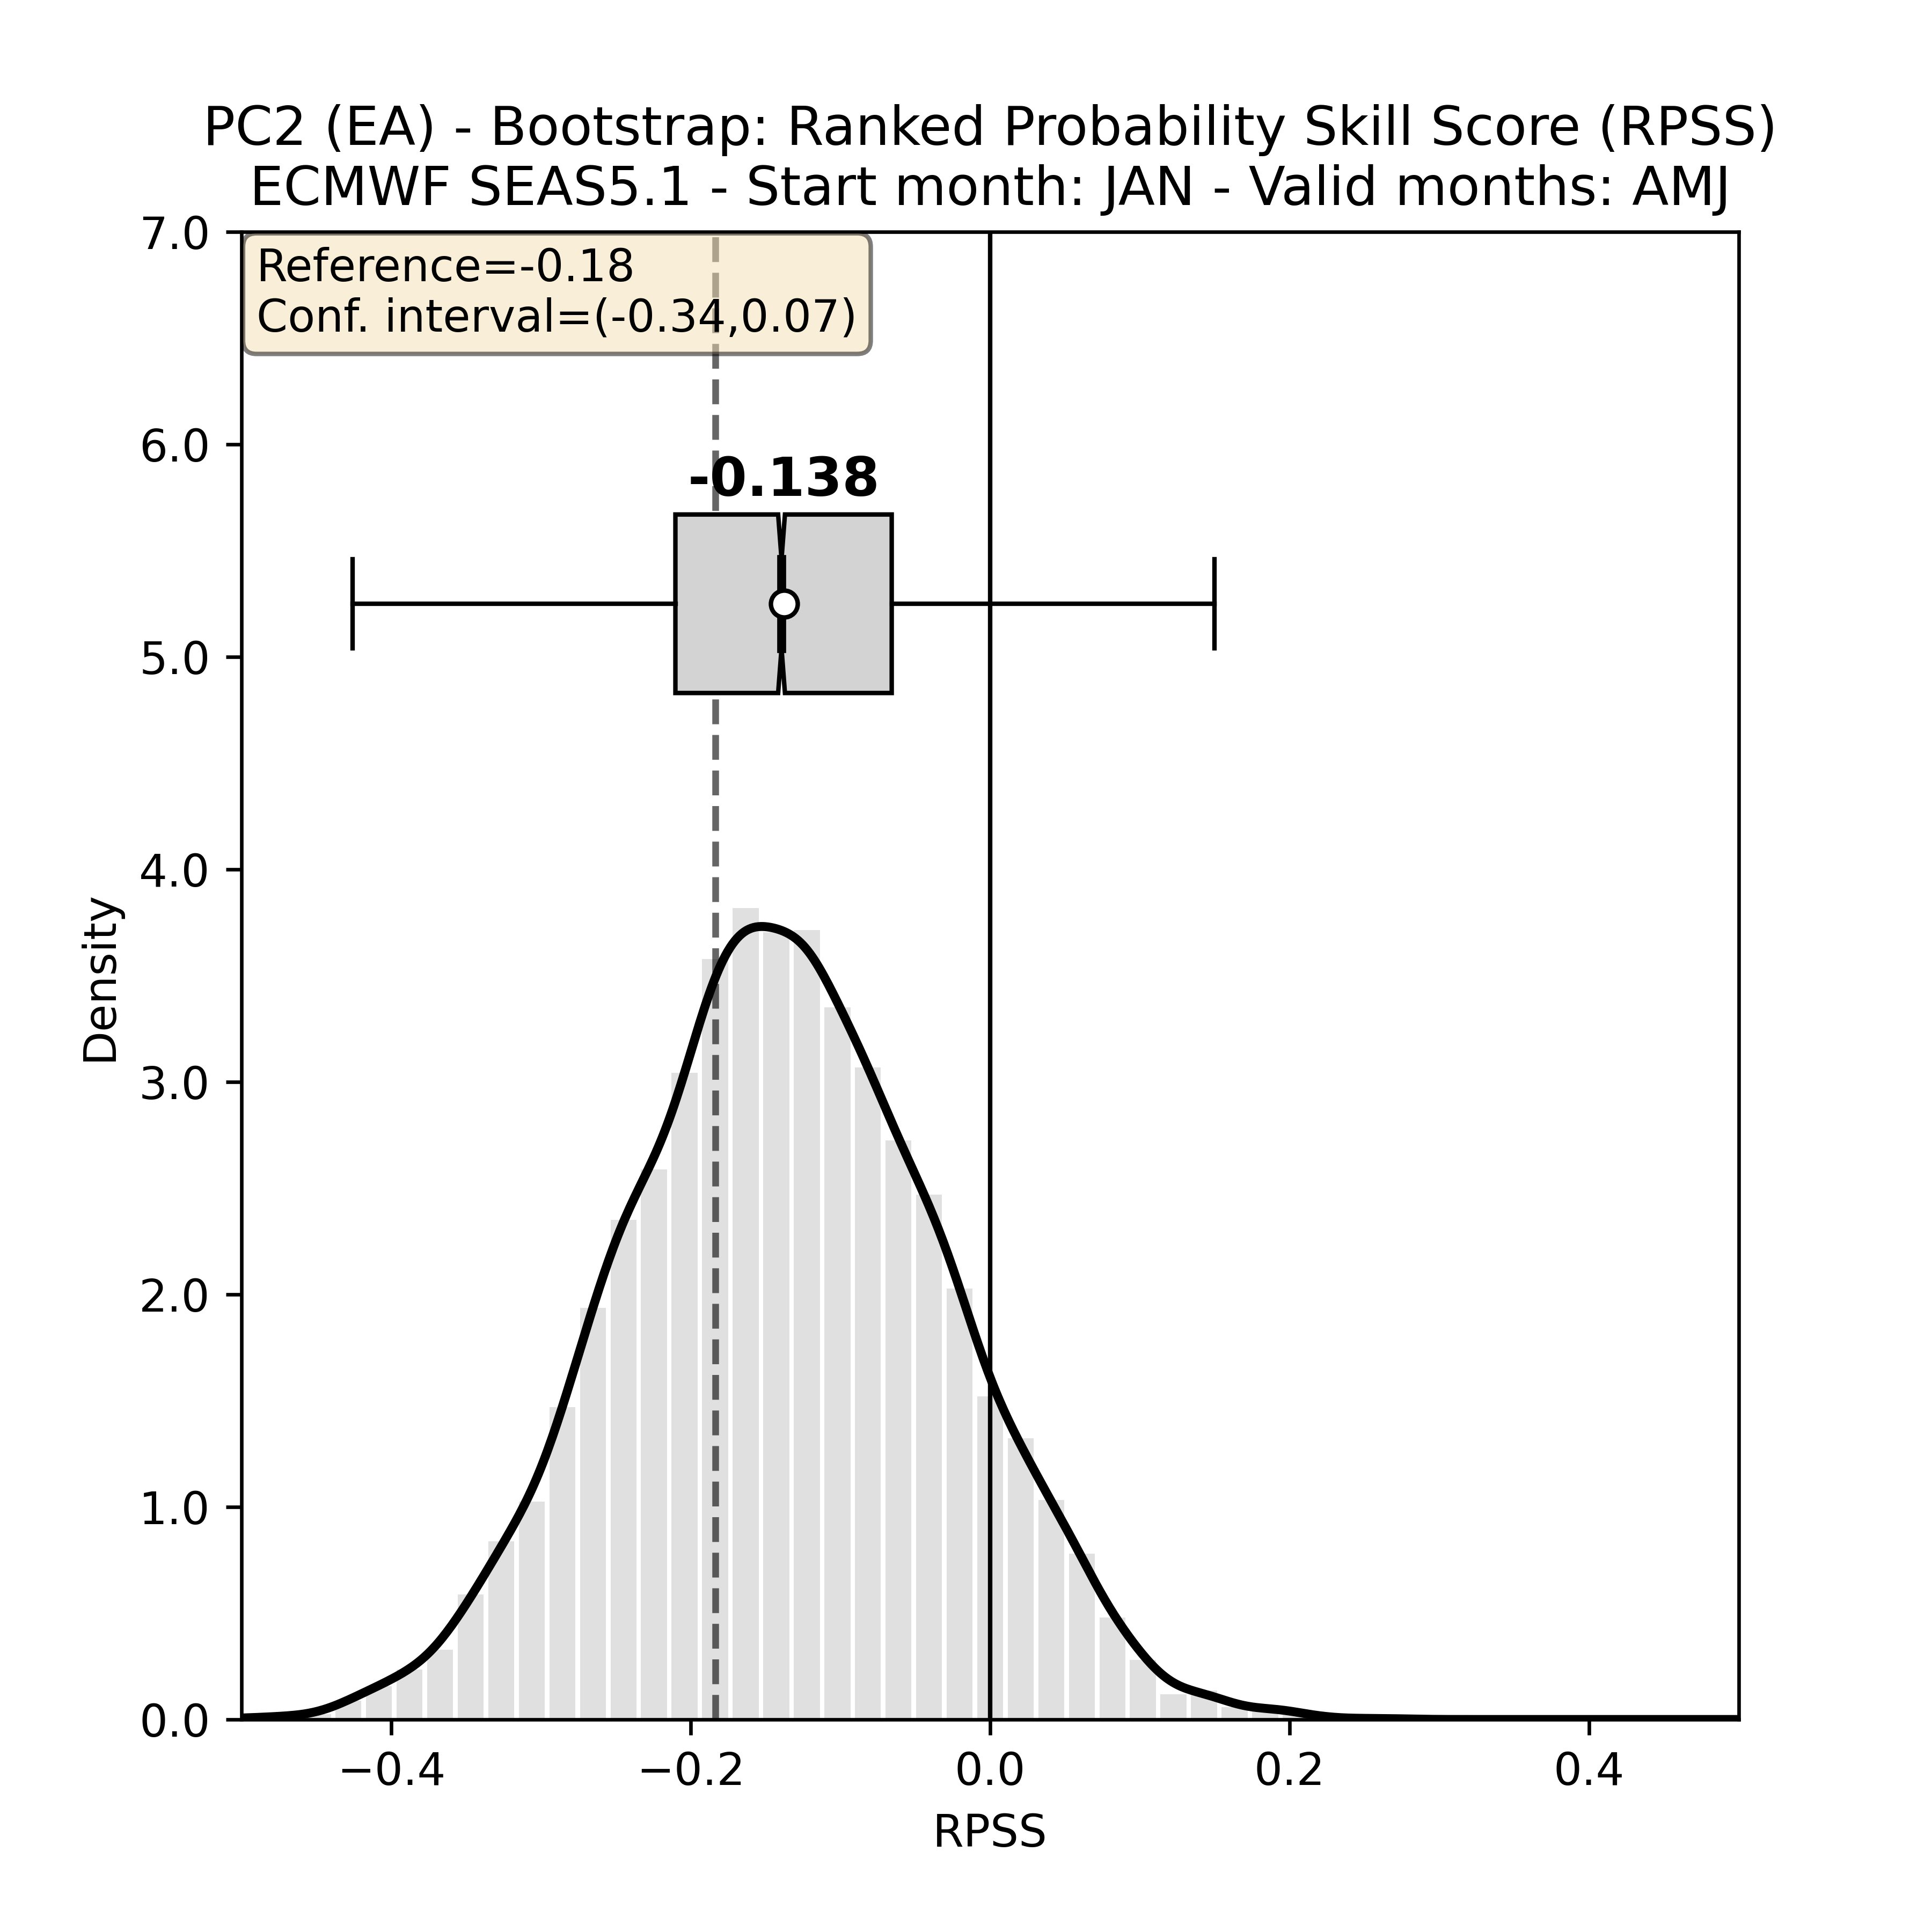 PC2 (EA) - Bootstrap: Ranked Probability Skill Score (RPSS)
ECMWF SEAS5.1 - Start month: JAN - Valid months: AMJ
7.0
Reference=-0.18
Conf. interval=(-0.34,0.07)
6.0
-0.138
5.0
4.0
Density
3.0
2.0
1.0
0.0
−0.4 −0.2 0.0 0.2 0.4
RPSS